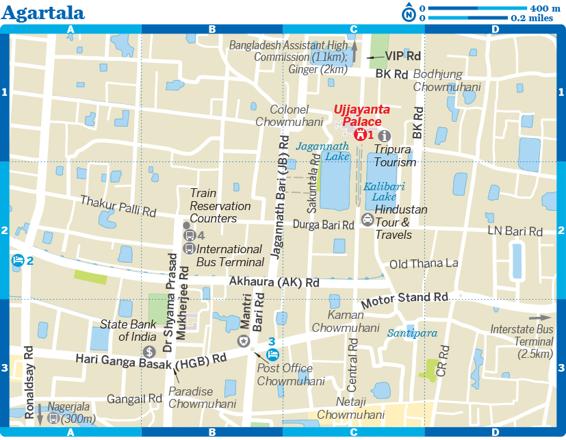 Agartala
N
0
400 m
0
0.2 miles
A
B
C
D
Bangladesh Assistant High
Commission (1.1km);
Ginger (2km)
VIP Rd
BK Rd
Bodhjung
Chowmuhani
1
1
Colonel
Chowmuhani
Ujjayanta
Palace
1
BK Rd
Jagannath
Lake
Tripura
Tourism
Jagannath Bari (JB) Rd
Sakuntala Rd
Kalibari
Lake
Thakur Palli Rd
Train
Reservation
Counters
4
International
Bus Terminal
Hindustan
Tour &
Travels
Durga Bari Rd
LN Bari Rd
2
2
2
Old Thana La
Akhaura (AK) Rd
Motor Stand Rd
Dr Shyama Prasad
Mukherjee Rd
Mantri
Bari Rd
Kaman
Chowmuhani
Santipara
Interstate Bus
Terminal
(2.5km)
State Bank
of India
$
3
Hari Ganga Basak (HGB) Rd
Post Office
Chowmuhani
Central Rd
CR Rd
3
3
Ronaldsay Rd
Paradise
Chowmuhani
Gangail Rd
Netaji
Chowmuhani
Nagerjala
(300m)
A
B
C
D